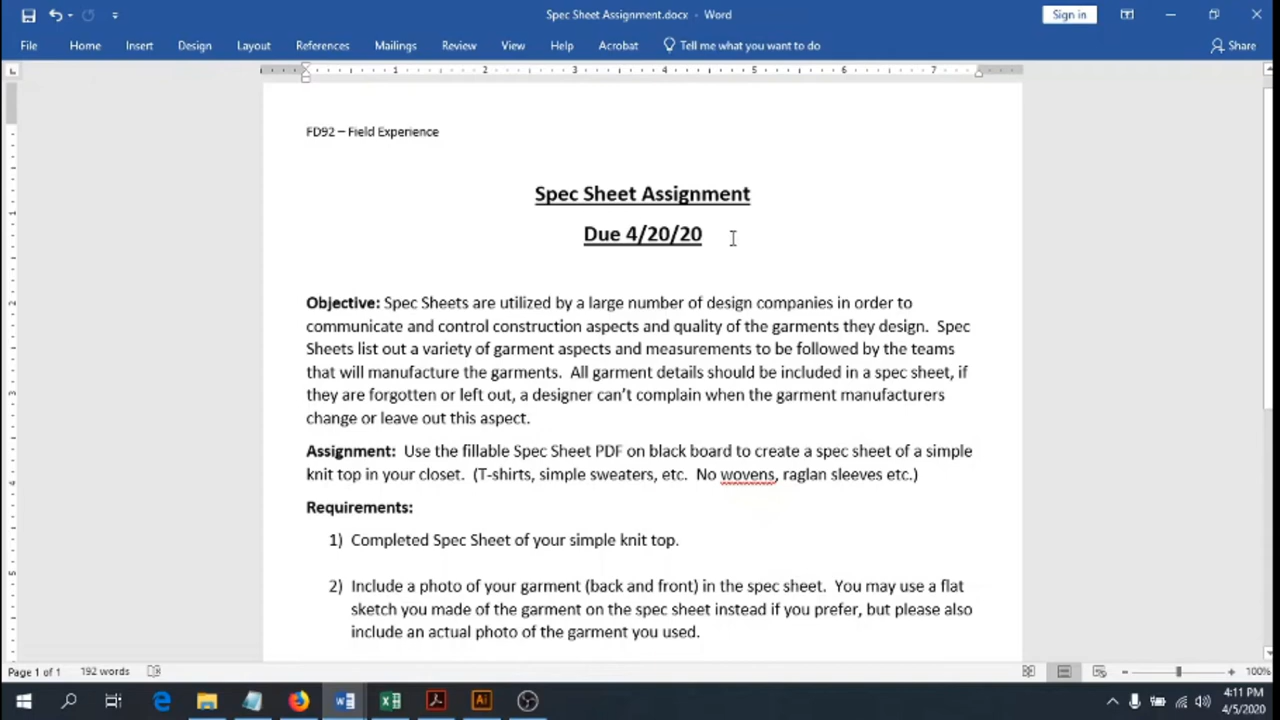 Spec Sheet Assignment.docx - Word
Sign in
File Home Insert Design Layout References Mailings Review View Help Acrobat Tell me what you want to do Share
1 2 3 4 5 6 7
FD92 – Field Experience
Spec Sheet Assignment
Due 4/20/20
Objective: Spec Sheets are utilized by a large number of design companies in order to
communicate and control construction aspects and quality of the garments they design. Spec
Sheets list out a variety of garment aspects and measurements to be followed by the teams
that will manufacture the garments. All garment details should be included in a spec sheet, if
they are forgotten or left out, a designer can’t complain when the garment manufacturers
change or leave out this aspect.
Assignment: Use the fillable Spec Sheet PDF on black board to create a spec sheet of a simple
knit top in your closet. (T-shirts, simple sweaters, etc. No wovens, raglan sleeves etc.)
Requirements:
1) Completed Spec Sheet of your simple knit top.
2) Include a photo of your garment (back and front) in the spec sheet. You may use a flat
sketch you made of the garment on the spec sheet instead if you prefer, but please also
include an actual photo of the garment you used.
Page 1 of 1 192 words 100%
4:11 PM
4/5/2020